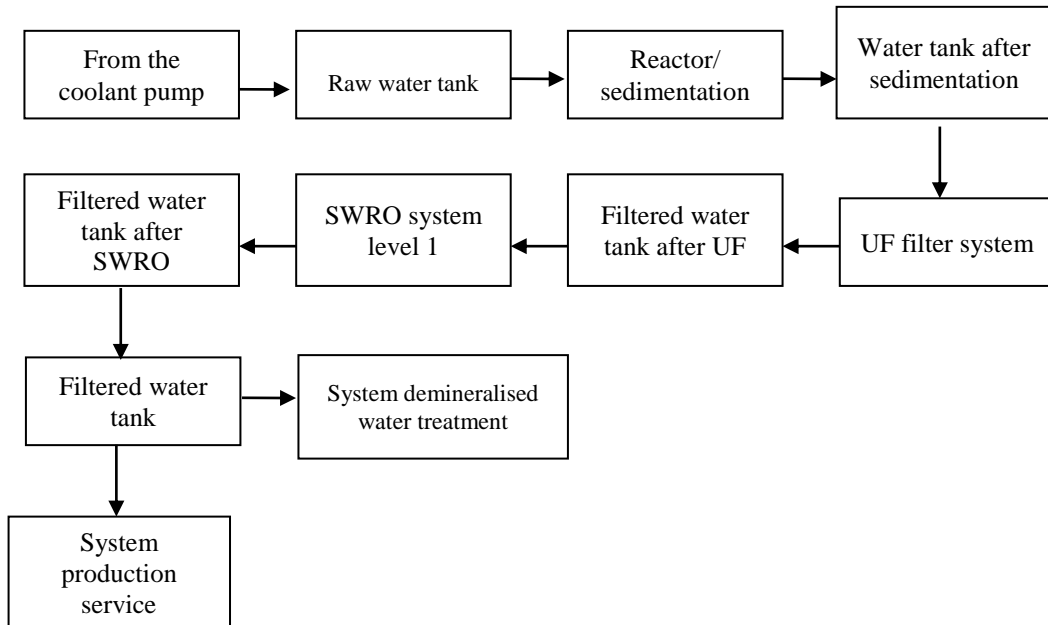 From the
coolant pump
Raw water tank
Reactor/
sedimentation
Water tank after
sedimentation
Filtered water
tank after
SWRO
SWRO system
level 1
Filtered water
tank after UF
UF filter system
Filtered water
tank
System demineralised
water treatment
System
production
service